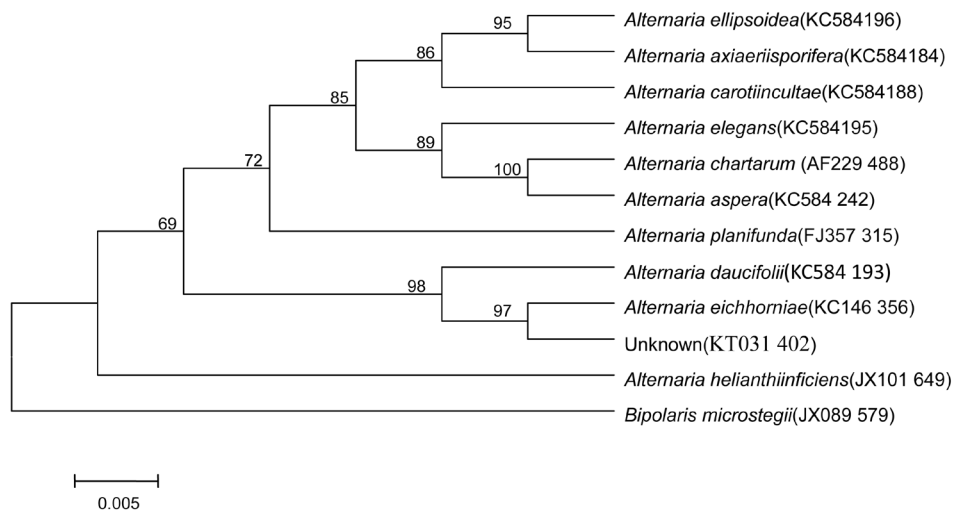 95
Alternaria ellipsoidea(KC584196)
86
Alternaria axiaeriisporifera(KC584184)
85
Alternaria carotiincultae(KC584188)
89
Alternaria elegans(KC584195)
72
100
Alternaria chartarum (AF229 488)
Alternaria aspera(KC584 242)
69
Alternaria planifunda(FJ357 315)
98
Alternaria daucifolii(KC584 193)
97
Alternaria eichhorniae(KC146 356)
Unknown(KT031 402)
Alternaria helianthiinficiens(JX101 649)
Bipolaris microstegii(JX089 579)
0.005